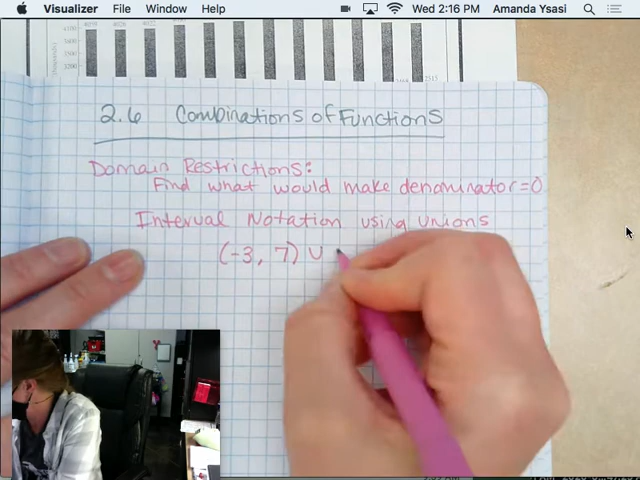 Visualizer File Window Help Wed 2:16 PM Amanda Ysasi
2.6 Combinations of Functions
Domain Restrictions:
Find what would make denominator=0
Interval Notation using Unions
(-3, 7) ∪